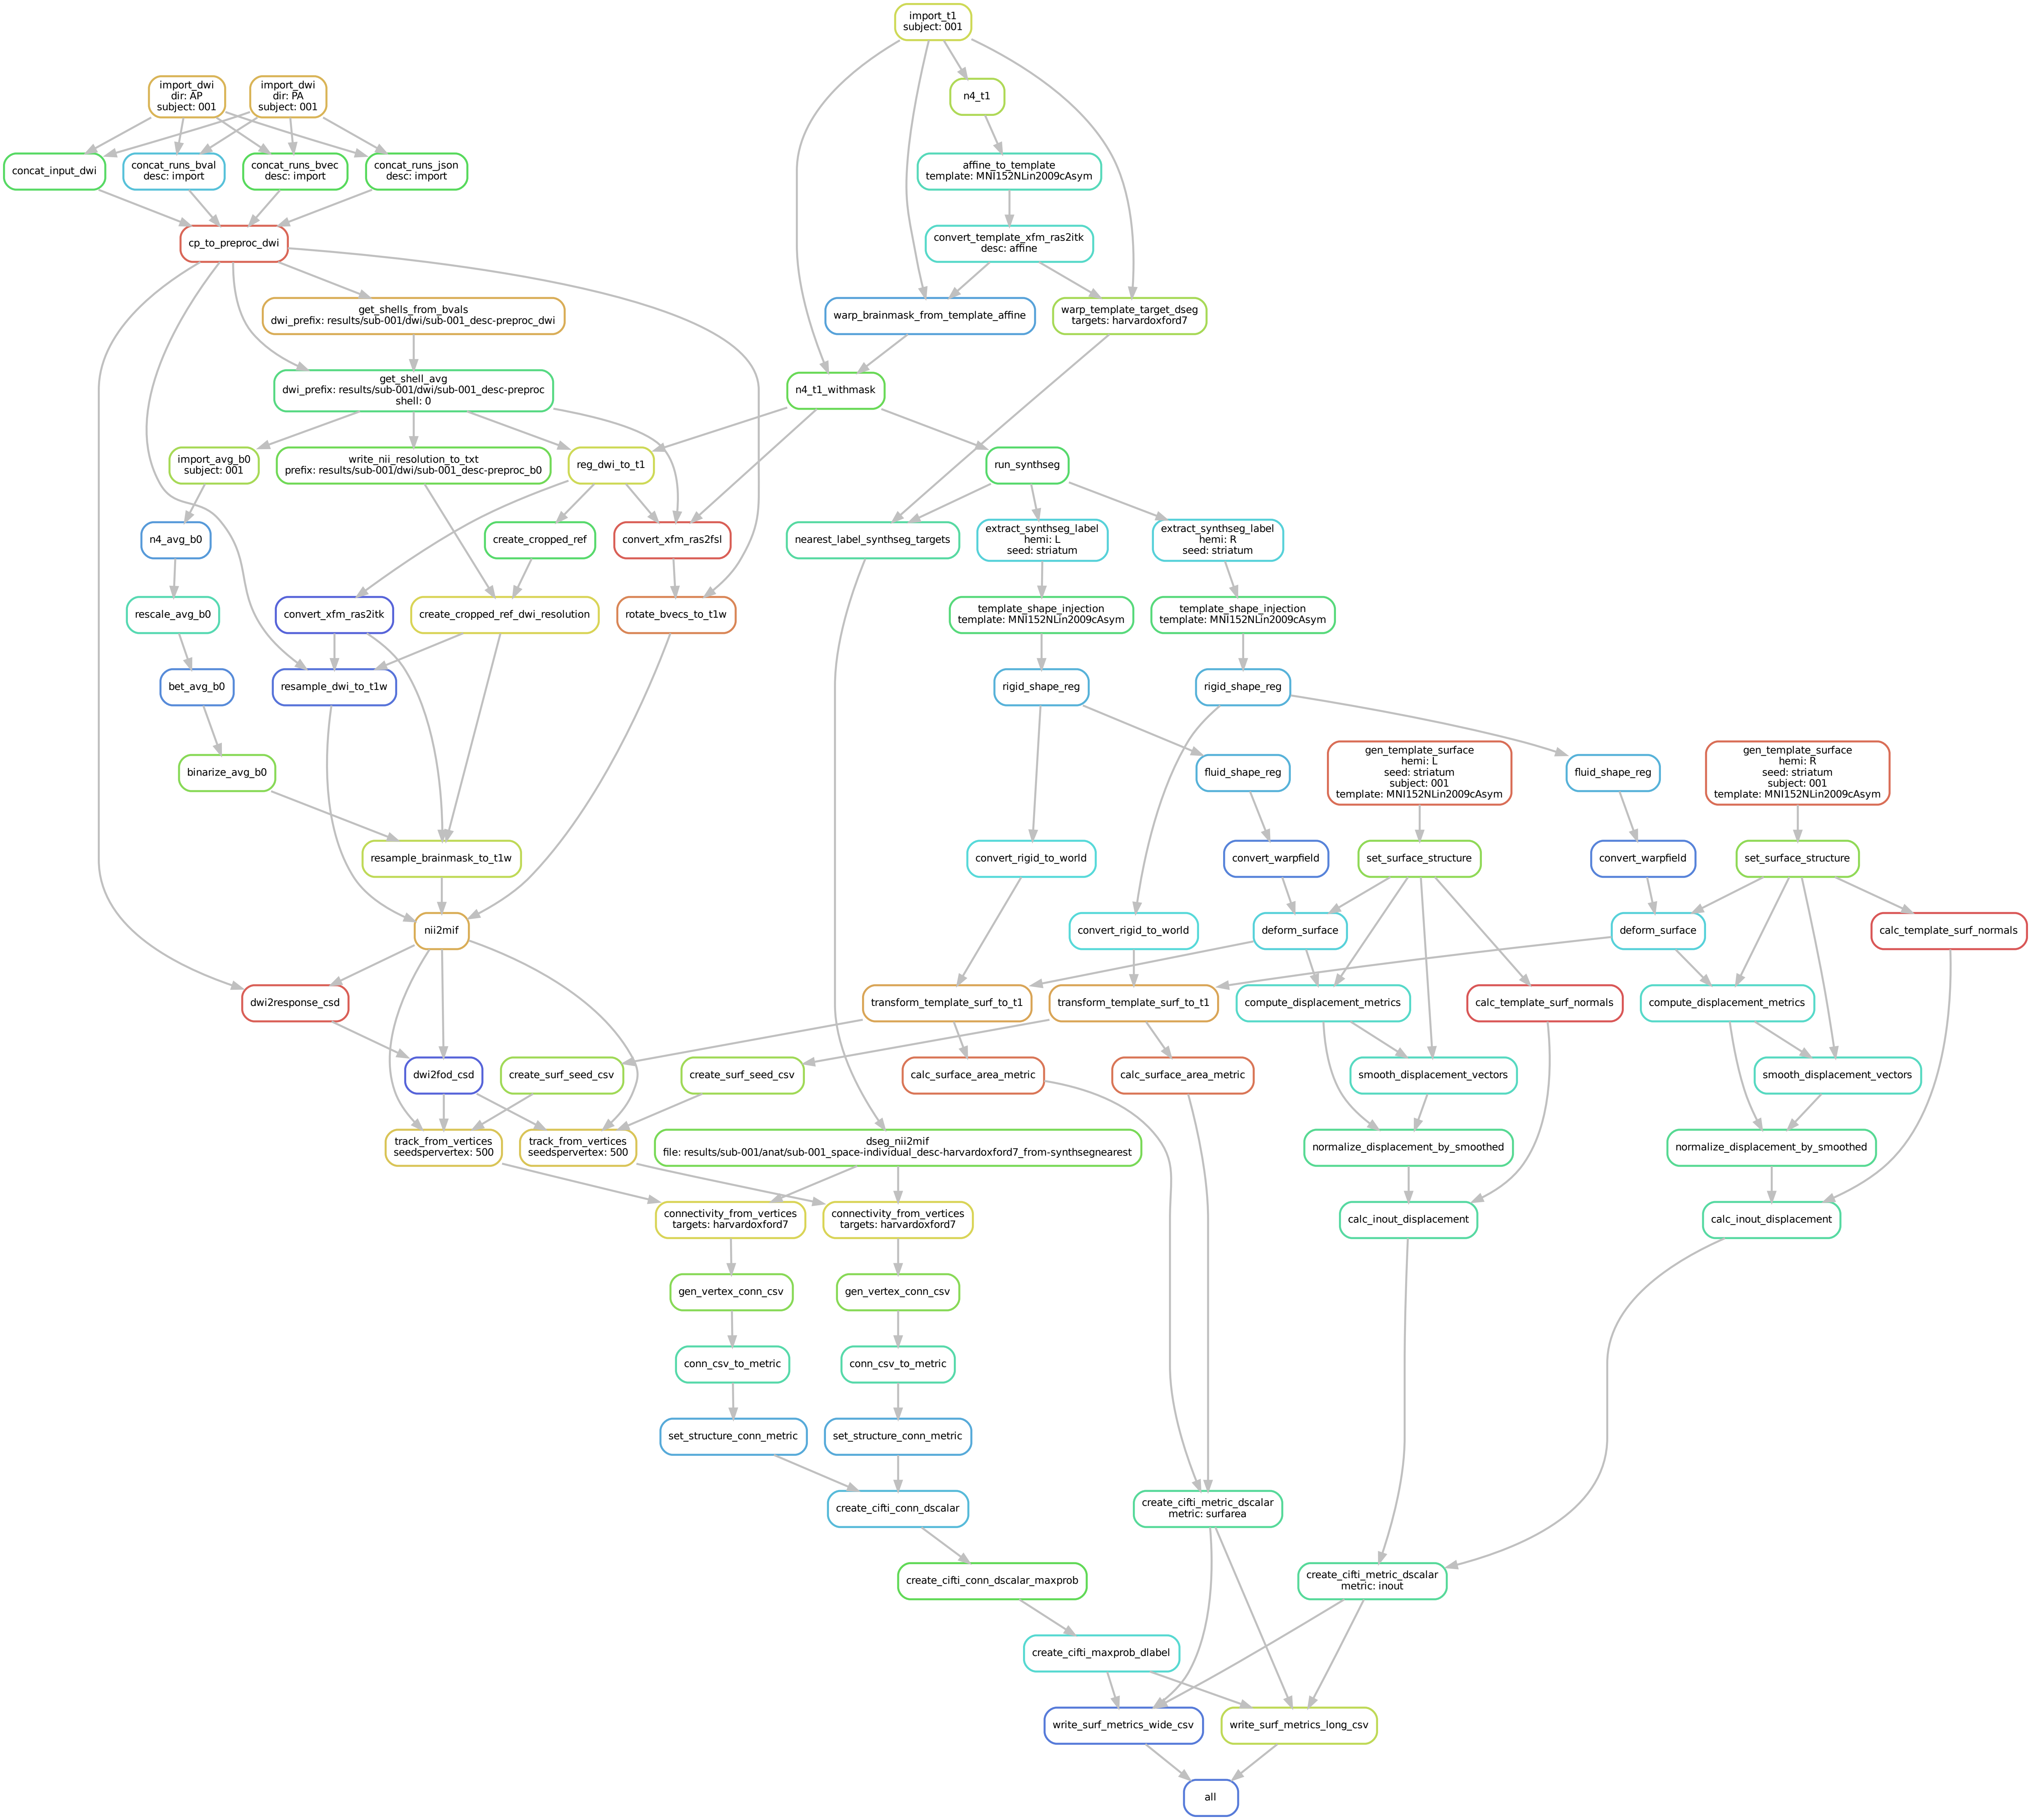 import_t1
subject: 001
import_dwi
dir: AP
subject: 001
import_dwi
dir: PA
subject: 001
n4_t1
concat_input_dwi
concat_runs_bval
desc: import
concat_runs_bvec
desc: import
concat_runs_json
desc: import
affine_to_template
template: MNI152NLin2009cAsym
cp_to_preproc_dwi
convert_template_xfm_ras2itk
desc: affine
get_shells_from_bvals
dwi_prefix: results/sub-001/dwi/sub-001_desc-preproc_dwi
warp_brainmask_from_template_affine
warp_template_target_dseg
targets: harvardoxford7
get_shell_avg
dwi_prefix: results/sub-001/dwi/sub-001_desc-preproc
shell: 0
n4_t1_withmask
import_avg_b0
subject: 001
write_nii_resolution_to_txt
prefix: results/sub-001/dwi/sub-001_desc-preproc_b0
reg_dwi_to_t1
run_synthseg
n4_avg_b0
create_cropped_ref
convert_xfm_ras2fsl
nearest_label_synthseg_targets
extract_synthseg_label
hemi: L
seed: striatum
extract_synthseg_label
hemi: R
seed: striatum
rescale_avg_b0
convert_xfm_ras2itk
create_cropped_ref_dwi_resolution
rotate_bvecs_to_t1w
template_shape_injection
template: MNI152NLin2009cAsym
template_shape_injection
template: MNI152NLin2009cAsym
bet_avg_b0
resample_dwi_to_t1w
rigid_shape_reg
rigid_shape_reg
binarize_avg_b0
fluid_shape_reg
gen_template_surface
hemi: L
seed: striatum
subject: 001
template: MNI152NLin2009cAsym
fluid_shape_reg
gen_template_surface
hemi: R
seed: striatum
subject: 001
template: MNI152NLin2009cAsym
resample_brainmask_to_t1w
convert_rigid_to_world
convert_warpfield
set_surface_structure
convert_warpfield
set_surface_structure
nii2mif
convert_rigid_to_world
deform_surface
deform_surface
calc_template_surf_normals
dwi2response_csd
transform_template_surf_to_t1
transform_template_surf_to_t1
compute_displacement_metrics
calc_template_surf_normals
compute_displacement_metrics
dwi2fod_csd
create_surf_seed_csv
create_surf_seed_csv
calc_surface_area_metric
calc_surface_area_metric
smooth_displacement_vectors
smooth_displacement_vectors
track_from_vertices
seedspervertex: 500
track_from_vertices
seedspervertex: 500
dseg_nii2mif
file: results/sub-001/anat/sub-001_space-individual_desc-harvardoxford7_from-synthsegnearest
normalize_displacement_by_smoothed
normalize_displacement_by_smoothed
connectivity_from_vertices
targets: harvardoxford7
connectivity_from_vertices
targets: harvardoxford7
calc_inout_displacement
calc_inout_displacement
gen_vertex_conn_csv
gen_vertex_conn_csv
conn_csv_to_metric
conn_csv_to_metric
set_structure_conn_metric
set_structure_conn_metric
create_cifti_conn_dscalar
create_cifti_metric_dscalar
metric: surfarea
create_cifti_conn_dscalar_maxprob
create_cifti_metric_dscalar
metric: inout
create_cifti_maxprob_dlabel
write_surf_metrics_wide_csv
write_surf_metrics_long_csv
all